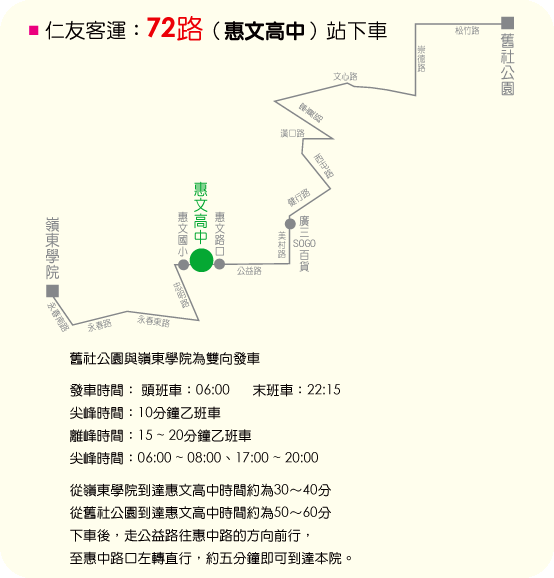 仁友客運：72路（惠文高中）站下車
松竹路
舊社公園
崇德路
文心路
漢口路
健行路
惠文高中
惠文國小
惠文路口
廣三SOGO百貨
美村路
公益路
嶺東學院
永春南路
永春路
永春東路
舊社公園與嶺東學院為雙向發車
發車時間： 頭班車：06:00 末班車：22:15
尖峰時間：10分鐘乙班車
離峰時間：15 ~ 20分鐘乙班車
尖峰時間：06:00 ~ 08:00、17:00 ~ 20:00
從嶺東學院到達惠文高中時間約為30～40分
從舊社公園到達惠文高中時間約為50～60分
下車後，走公益路往惠中路的方向前行，
至惠中路口左轉直行，約五分鐘即可到達本院。